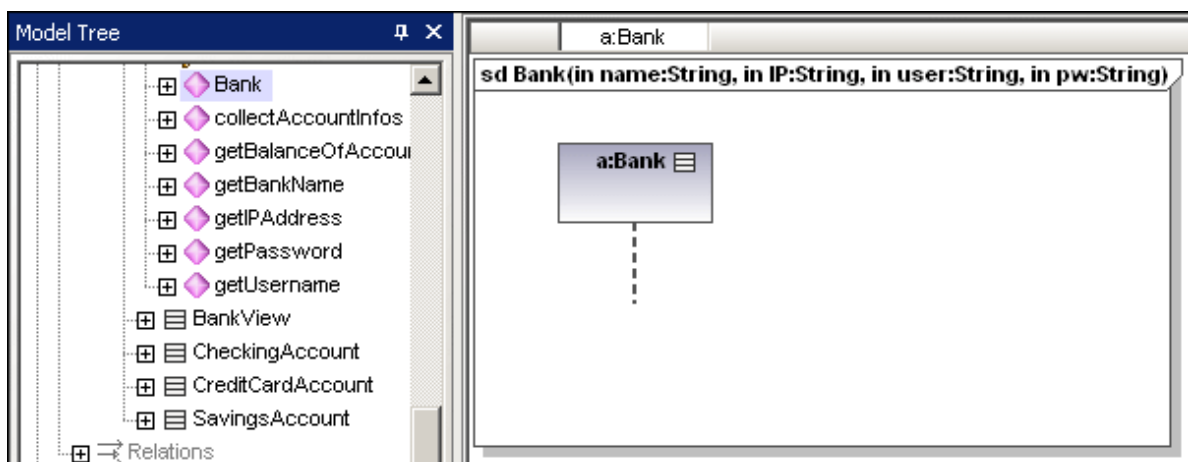 Model Tree
Bank
collectAccountInfos
getBalanceOfAccou
getBankName
getIPAddress
getPassword
getUsername
BankView
CheckingAccount
CreditCardAccount
SavingsAccount
Relations
a:Bank
sd Bank(in name:String, in IP:String, in user:String, in pw:String)
a:Bank